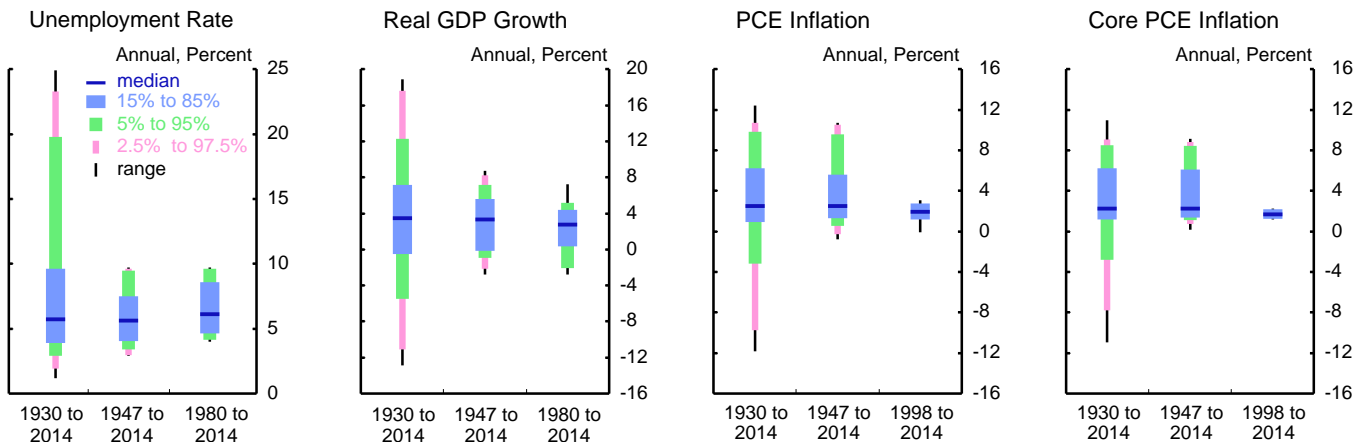 Unemployment Rate
Annual, Percent
median
15% to 85%
5% to 95%
2.5% to 97.5%
range
25
20
15
10
5
0
1930 to
2014
1947 to
2014
1980 to
2014
Real GDP Growth
Annual, Percent
20
16
12
8
4
0
-4
-8
-12
-16
1930 to
2014
1947 to
2014
1980 to
2014
PCE Inflation
Annual, Percent
16
12
8
4
0
-4
-8
-12
-16
1930 to
2014
1947 to
2014
1998 to
2014
Core PCE Inflation
Annual, Percent
16
12
8
4
0
-4
-8
-12
-16
1930 to
2014
1947 to
2014
1998 to
2014